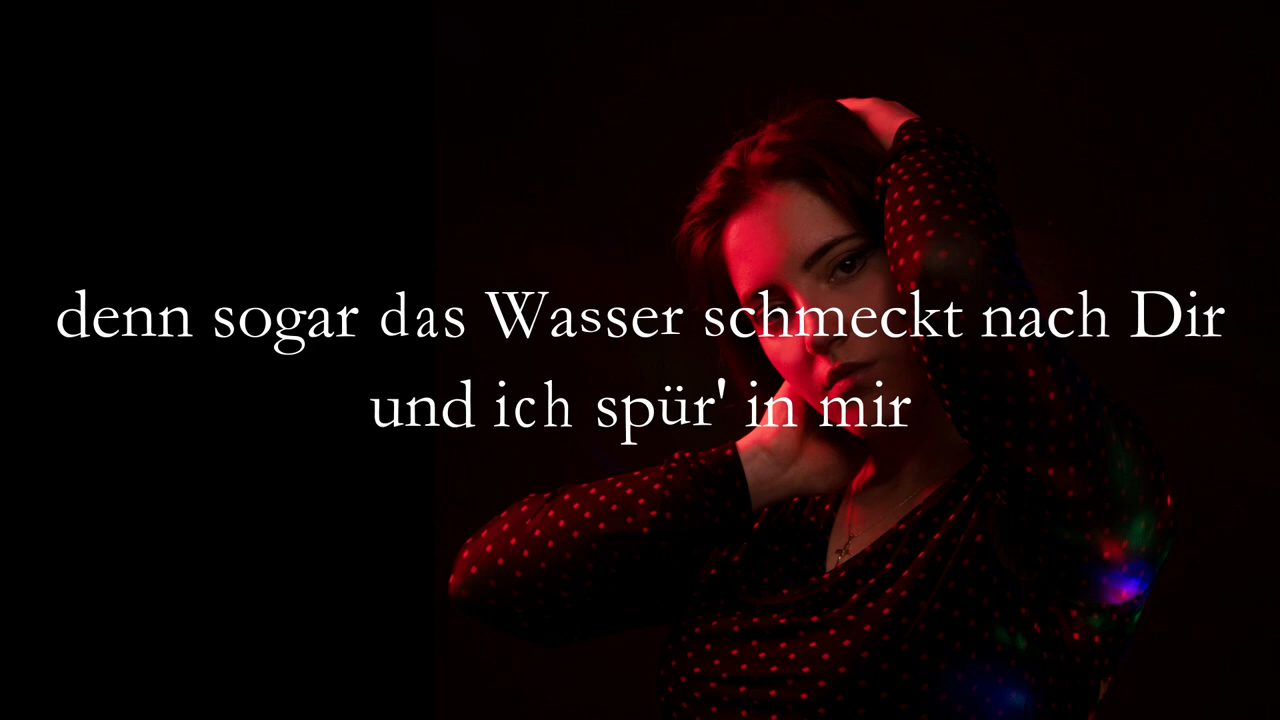 denn sogar das Wasser schmeckt nach Dir
und ich spür' in mir